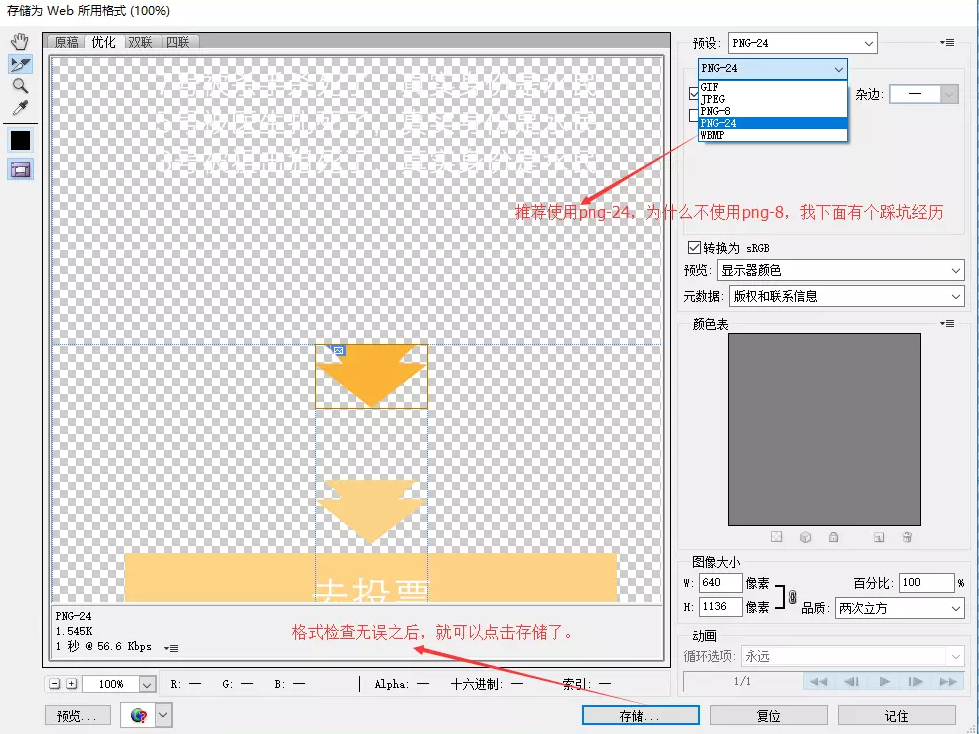 存储为 Web 所用格式 (100%)
原稿 优化 双联 四联
预设: PNG-24
PNG-24
GIF
JPEG
PNG-8
PNG-24
WBMP
杂边: —
推荐使用png-24，为什么不使用png-8，我下面有个踩坑经历
转换为 sRGB
预览: 显示器颜色
元数据: 版权和联系信息
颜色表
去投票
图像大小
W: 640 像素
H: 1136 像素
百分比: 100 %
品质: 两次立方
PNG-24
1.545K
1 秒 @ 56.6 Kbps
格式检查无误之后，就可以点击存储了。
动画
循环选项: 永远
1/1
100% R: — G: — B: — Alpha: — 十六进制: — 索引: —
预览... 存储... 复位 记住